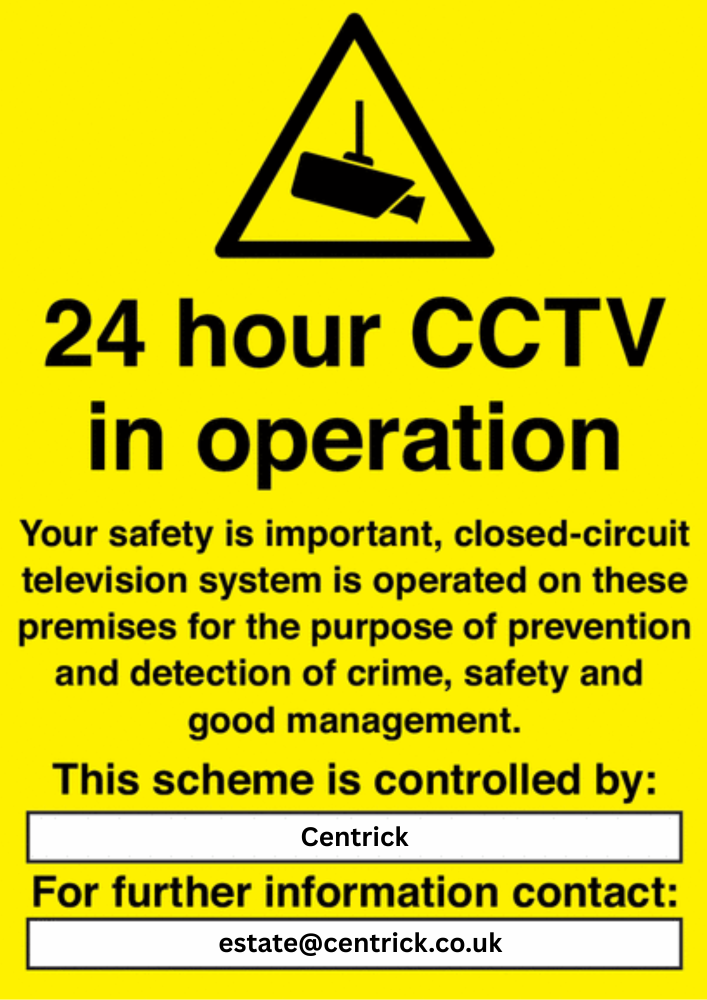 24 hour CCTV
in operation
Your safety is important, closed-circuit
television system is operated on these
premises for the purpose of prevention
and detection of crime, safety and
good management.
This scheme is controlled by:
Centrick
For further information contact:
estate@centrick.co.uk